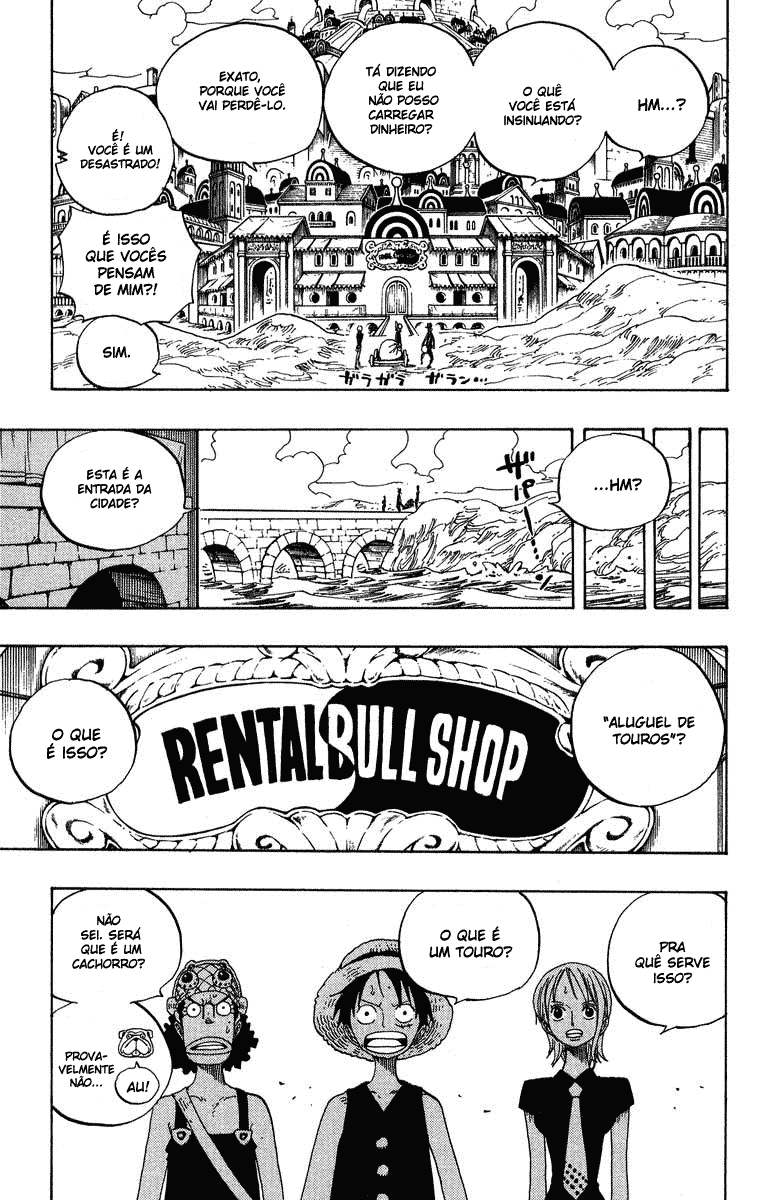 HM...?
O QUÊ
VOCÊ ESTÁ
INSINUANDO?
TÁ DIZENDO
QUE EU
NÃO POSSO
CARREGAR
DINHEIRO?
EXATO,
PORQUE VOCÊ
VAI PERDÊ-LO.
É!
VOCÊ É UM
DESASTRADO!
É ISSO
QUE VOCÊS
PENSAM
DE MIM?!
SIM.
ガラガラ ガラン...
...HM?
ESTA É A
ENTRADA DA
CIDADE?
"ALUGUEL DE
TOUROS"?
RENTAL BULL SHOP
O QUE
É ISSO?
PRA
QUÊ SERVE
ISSO?
O QUE É
UM TOURO?
NÃO
SEI. SERÁ
QUE É UM
CACHORRO?
PROVA-
VELMENTE
NÃO...
AU!